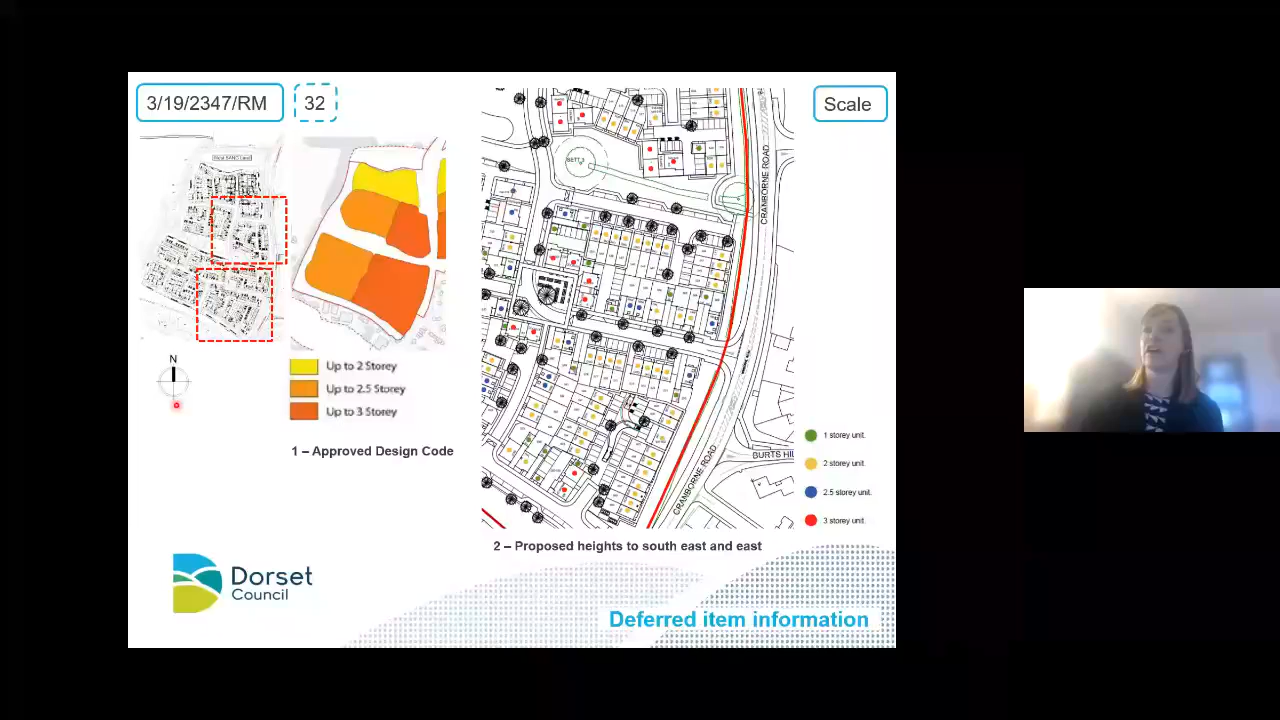 3/19/2347/RM
32
Scale
N
Up to 2 Storey
Up to 2.5 Storey
Up to 3 Storey
1 – Approved Design Code
CRANBORNE ROAD
CRANBORNE ROAD
BURTS HIL
1 storey unit.
2 storey unit.
2.5 storey unit.
3 storey unit.
2 – Proposed heights to south east and east
Dorset
Council
Deferred item information